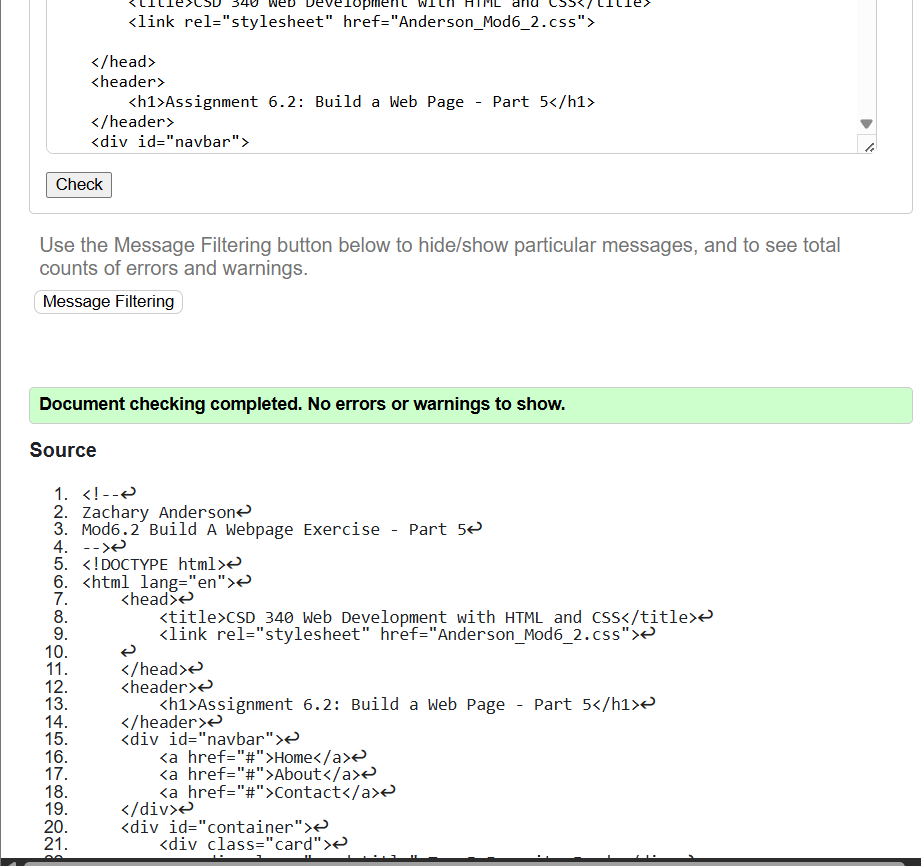 <title>CSD 340 Web Development with HTML and CSS</title>
<link rel="stylesheet" href="Anderson_Mod6_2.css">
</head>
<header>
<h1>Assignment 6.2: Build a Web Page - Part 5</h1>
</header>
<div id="navbar">
Check
Use the Message Filtering button below to hide/show particular messages, and to see total
counts of errors and warnings.
Message Filtering
Document checking completed. No errors or warnings to show.
Source
1. <!--↩
2. Zachary Anderson↩
3. Mod6.2 Build A Webpage Exercise - Part 5↩
4. -->↩
5. <!DOCTYPE html>↩
6. <html lang="en">↩
7. <head>↩
8. <title>CSD 340 Web Development with HTML and CSS</title>↩
9. <link rel="stylesheet" href="Anderson_Mod6_2.css">↩
10. ↩
11. </head>↩
12. <header>↩
13. <h1>Assignment 6.2: Build a Web Page - Part 5</h1>↩
14. </header>↩
15. <div id="navbar">↩
16. <a href="#">Home</a>↩
17. <a href="#">About</a>↩
18. <a href="#">Contact</a>↩
19. </div>↩
20. <div id="container">↩
21. <div class="card">↩